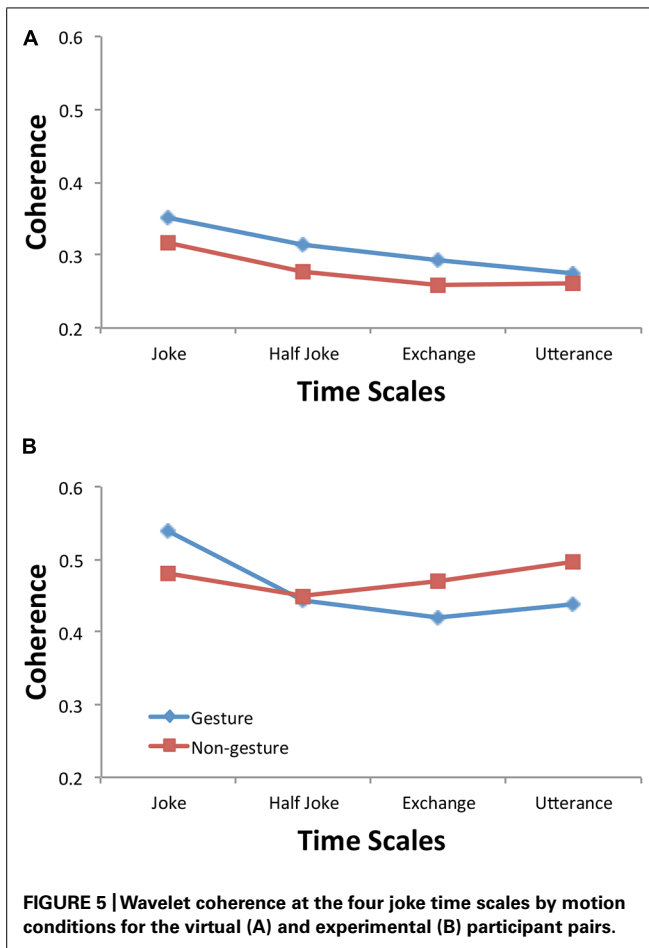 A
0.6
0.5
0.4
0.3
0.2
Coherence
Joke
Half Joke
Exchange
Utterance
Time Scales
B
0.6
0.5
0.4
0.3
0.2
Coherence
Gesture
Non-gesture
Joke
Half Joke
Exchange
Utterance
Time Scales
FIGURE 5 | Wavelet coherence at the four joke time scales by motion
conditions for the virtual (A) and experimental (B) participant pairs.